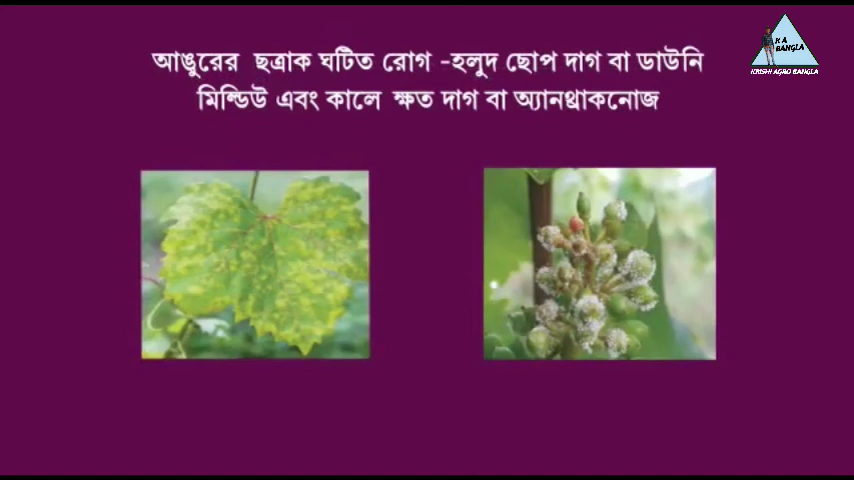 আঙুরের ছত্রাক ঘটিত রোগ -হলুদ ছোপ দাগ বা ডাউনি
মিল্ডিউ এবং কালে ক্ষত দাগ বা অ্যানথ্রাকনোজ
K A
BANGLA
KRISHI AGRO BANGLA